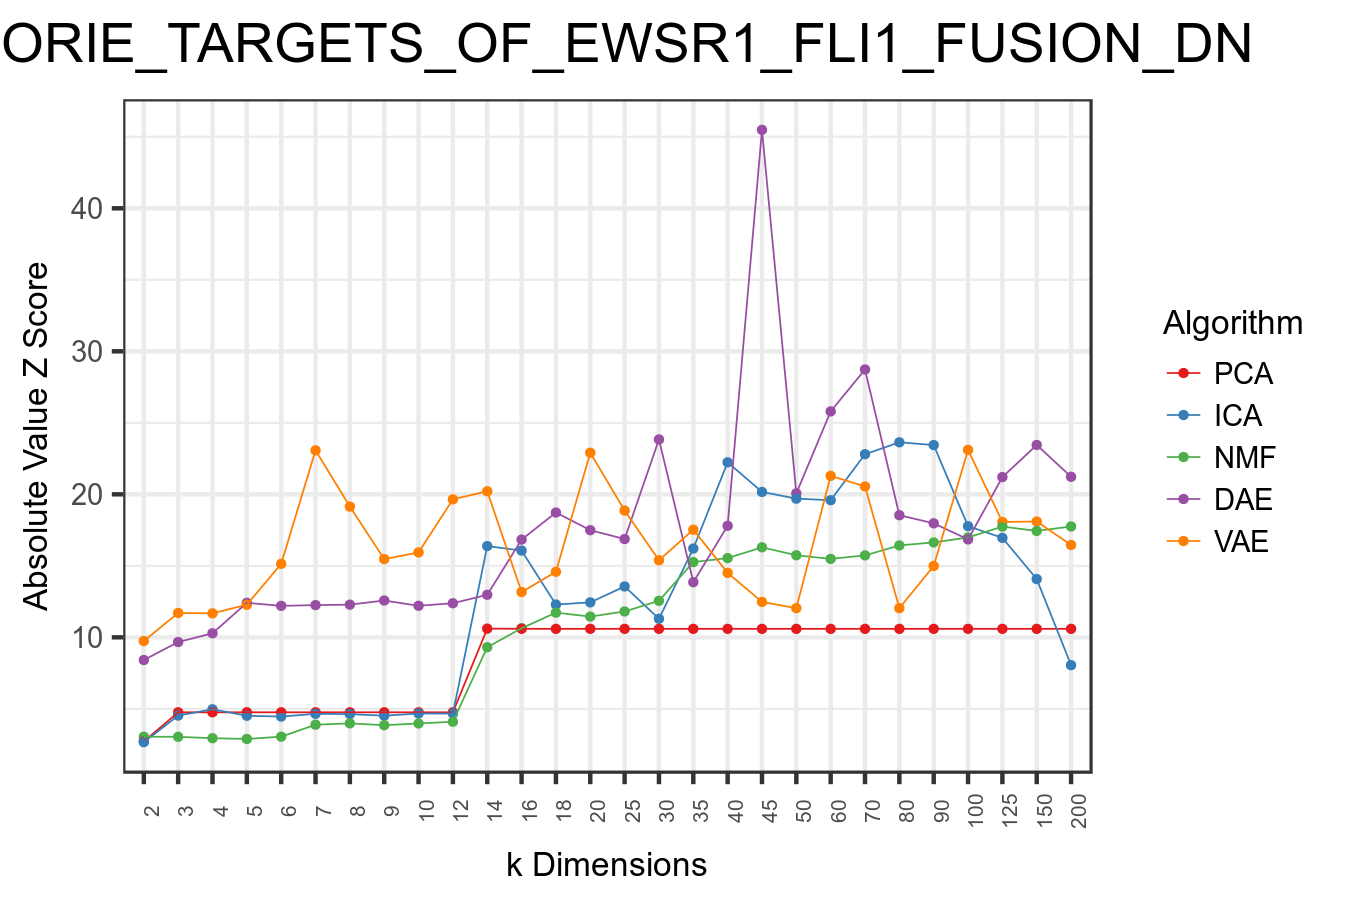 ORIE_TARGETS_OF_EWSR1_FLI1_FUSION_DN
Absolute Value Z Score
40
30
20
10
2 3 4 5 6 7 8 9 10 12 14 16 18 20 25 30 35 40 45 50 60 70 80 90 100 125 150 200
k Dimensions
Algorithm
PCA
ICA
NMF
DAE
VAE